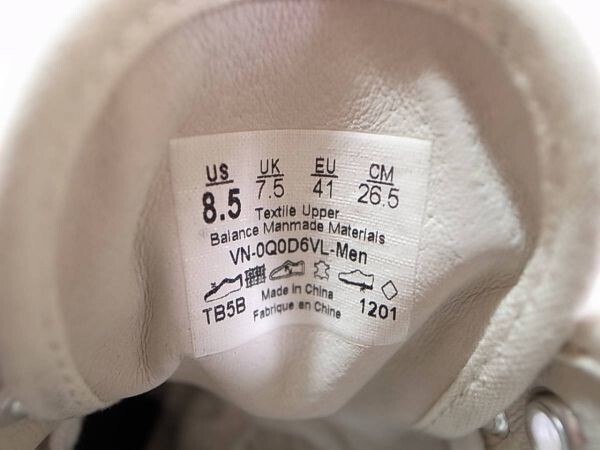 US UK EU CM
8.5 7.5 41 26.5
Textile Upper
Balance Manmade Materials
VN-0Q0D6VL-Men
TB5B Made in China 1201
Fabrique en Chine